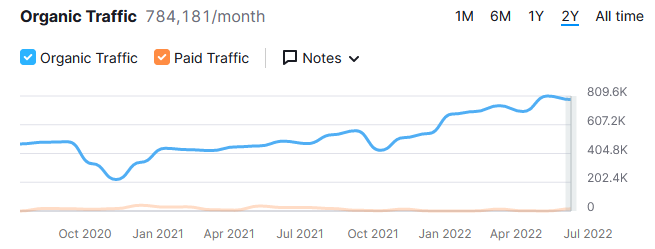 Organic Traffic 784,181/month 1M 6M 1Y 2Y All time
Organic Traffic Paid Traffic Notes
809.6K
607.2K
404.8K
202.4K
0
Oct 2020 Jan 2021 Apr 2021 Jul 2021 Oct 2021 Jan 2022 Apr 2022 Jul 2022